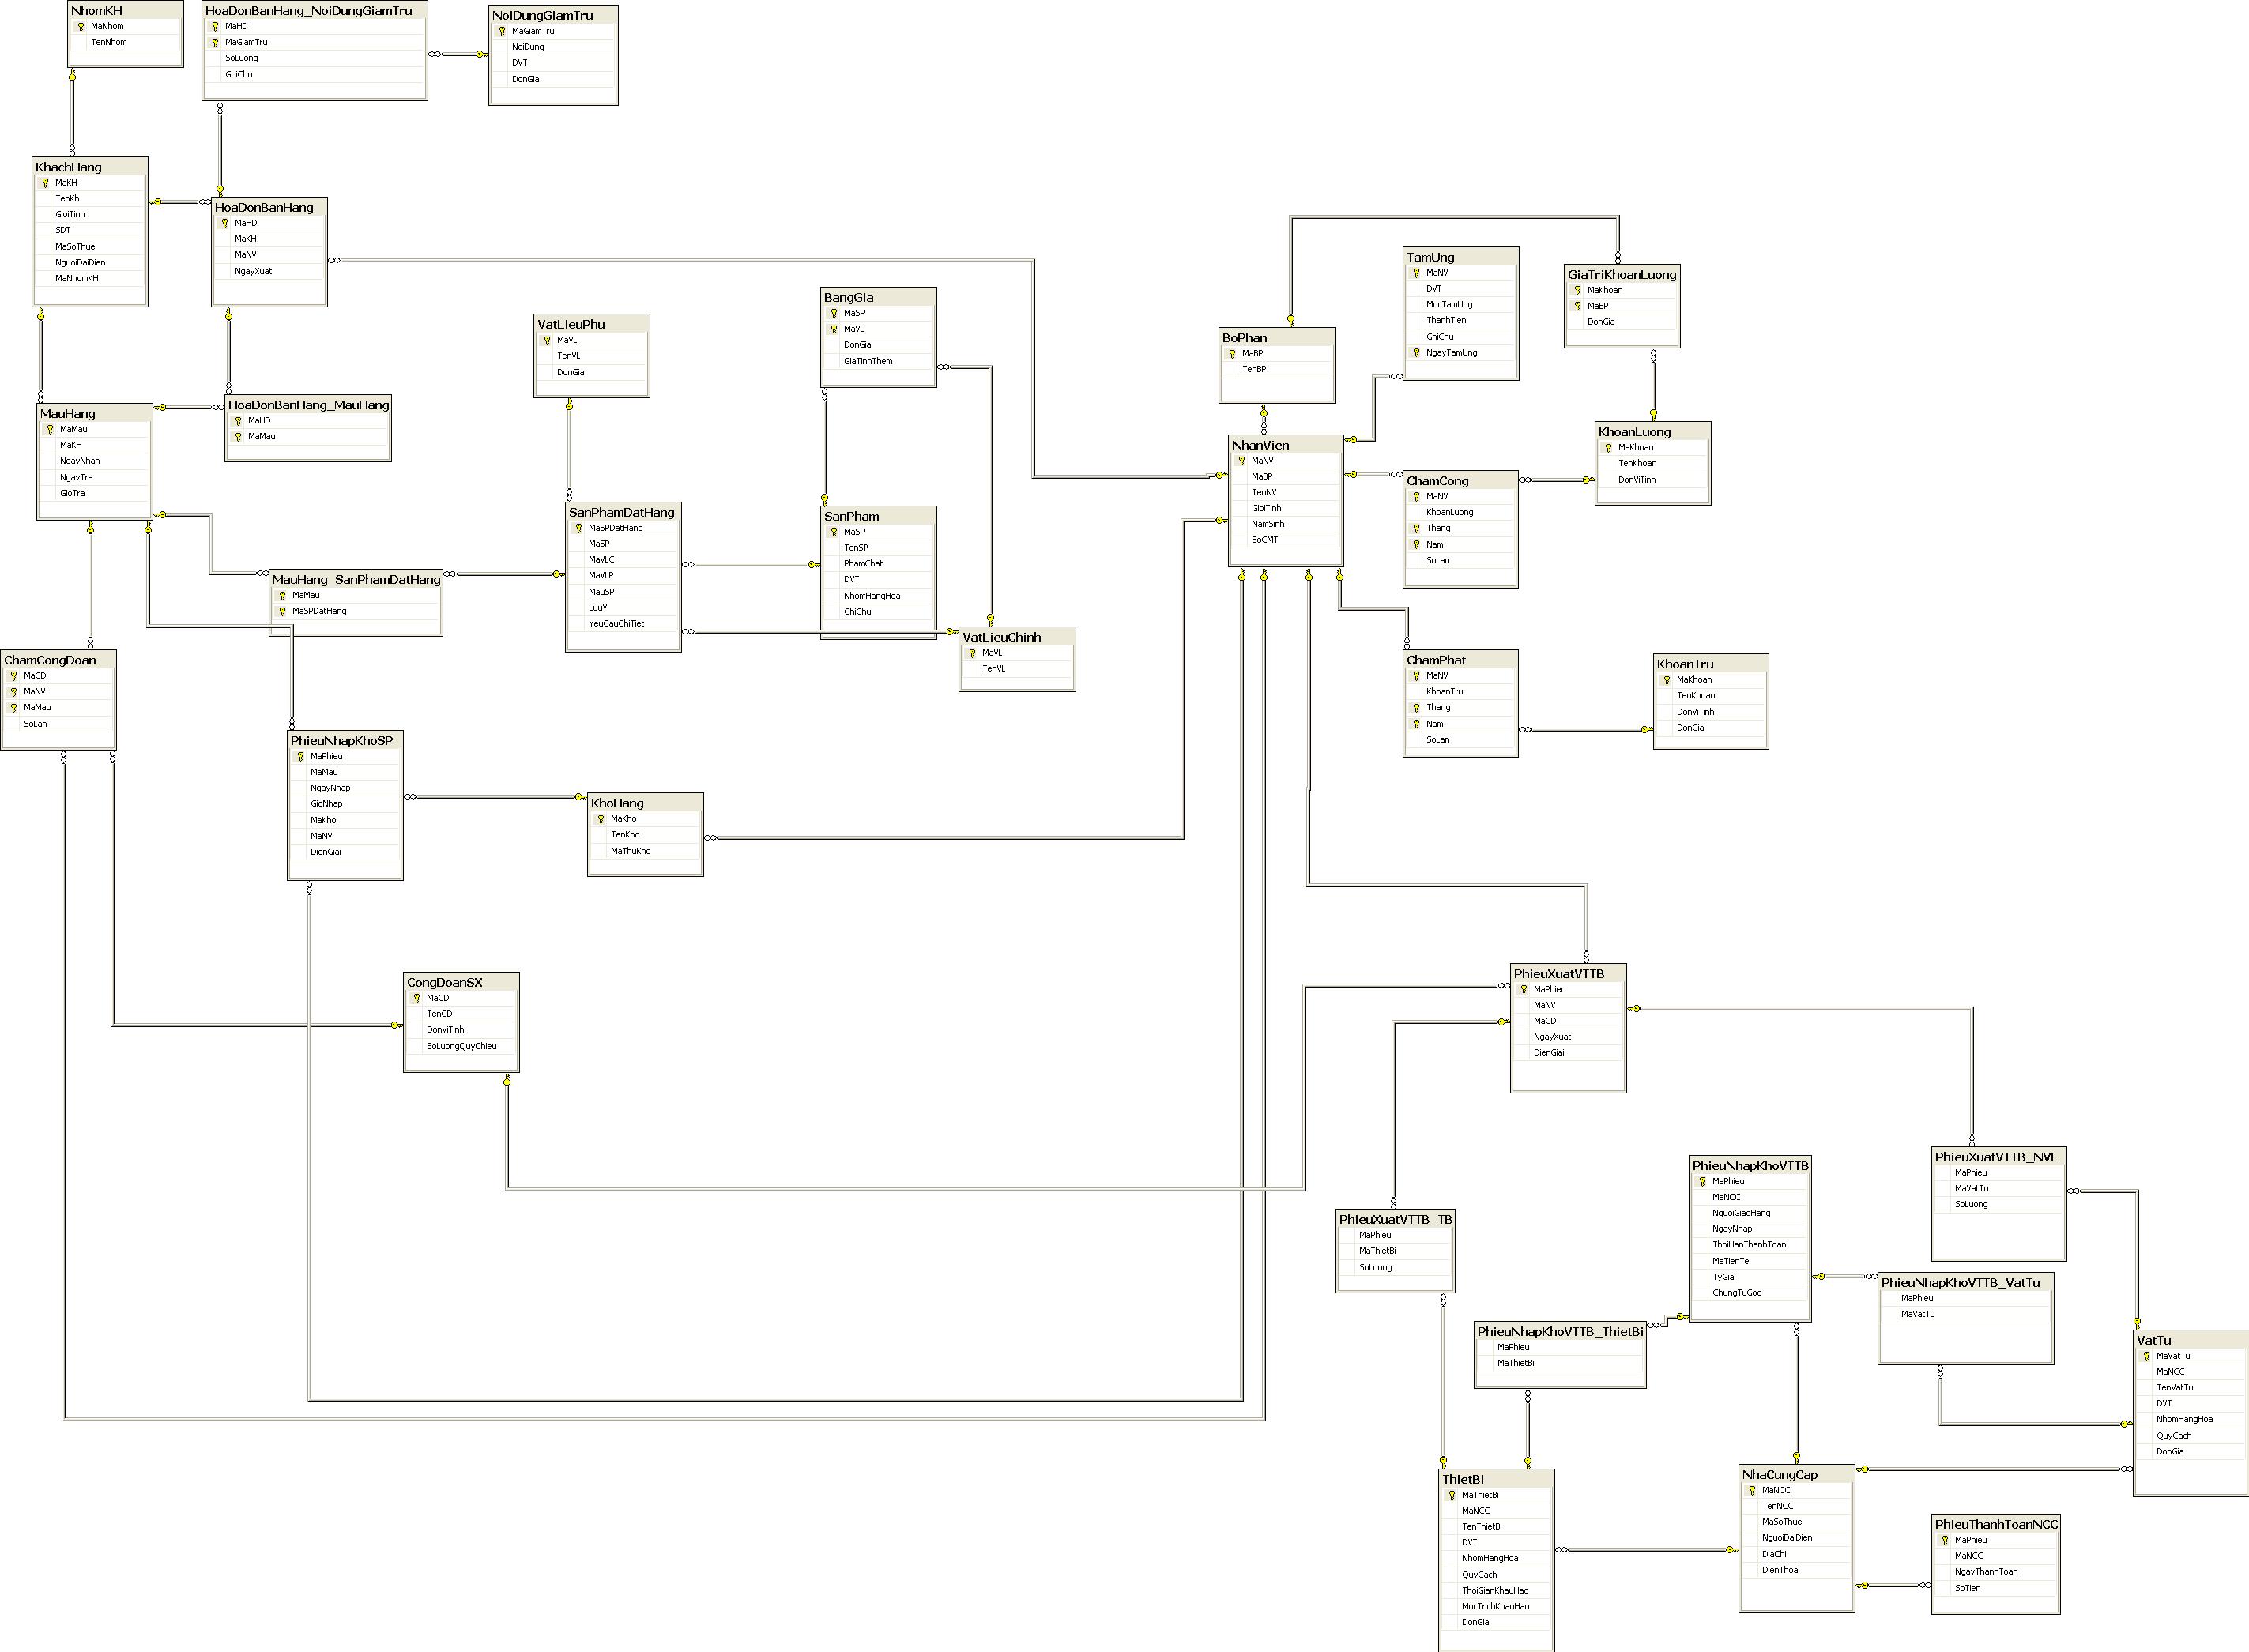 NhomKH
MaNhom
TenNhom
HoaDonBanHang_NoiDungGiamTru
MaHD
MaGiamTru
SoLuong
GhiChu
NoiDungGiamTru
MaGiamTru
NoiDung
DVT
DonGia
KhachHang
MaKH
TenKh
GioiTinh
SDT
MaSoThue
NguoiDaiDien
MaNhomKH
HoaDonBanHang
MaHD
MaKH
MaNV
NgayXuat
VatLieuPhu
MaVL
TenVL
DonGia
BangGia
MaSP
MaVL
DonGia
GiaTinhThem
BoPhan
MaBP
TenBP
TamUng
MaNV
DVT
MucTamUng
ThanhTien
GhiChu
NgayTamUng
GiaTriKhoanLuong
MaKhoan
MaBP
DonGia
MauHang
MaMau
MaKH
NgayNhan
NgayTra
GioTra
HoaDonBanHang_MauHang
MaHD
MaMau
SanPhamDatHang
MaSPDatHang
MaSP
MaVLC
MaVLP
MauSP
LuuY
YeuCauChiTiet
SanPham
MaSP
TenSP
PhamChat
DVT
NhomHangHoa
GhiChu
NhanVien
MaNV
MaBP
TenNV
GioiTinh
NamSinh
SoCMT
ChamCong
MaNV
KhoanLuong
Thang
Nam
SoLan
KhoanLuong
MaKhoan
TenKhoan
DonViTinh
MauHang_SanPhamDatHang
MaMau
MaSPDatHang
VatLieuChinh
MaVL
TenVL
ChamCongDoan
MaCD
MaNV
MaMau
SoLan
ChamPhat
MaNV
KhoanTru
Thang
Nam
SoLan
KhoanTru
MaKhoan
TenKhoan
DonViTinh
DonGia
PhieuNhapKhoSP
MaPhieu
MaMau
NgayNhap
GioNhap
MaKho
MaNV
DienGiai
KhoHang
MaKho
TenKho
MaThuKho
CongDoanSX
MaCD
TenCD
DonViTinh
SoLuongQuyChieu
PhieuXuatVTTB
MaPhieu
MaNV
MaCD
NgayXuat
DienGiai
PhieuXuatVTTB_TB
MaPhieu
MaThietBi
SoLuong
PhieuNhapKhoVTTB
MaPhieu
MaNCC
NguoiGiaoHang
NgayNhap
ThoiHanThanhToan
MaTienTe
TyGia
ChungTuGoc
PhieuXuatVTTB_NVL
MaPhieu
MaVatTu
SoLuong
PhieuNhapKhoVTTB_VatTu
MaPhieu
MaVatTu
PhieuNhapKhoVTTB_ThietBi
MaPhieu
MaThietBi
VatTu
MaVatTu
MaNCC
TenVatTu
DVT
NhomHangHoa
QuyCach
DonGia
ThietBi
MaThietBi
MaNCC
TenThietBi
DVT
NhomHangHoa
QuyCach
ThoiGianKhauHao
MucTrichKhauHao
DonGia
NhaCungCap
MaNCC
TenNCC
MaSoThue
NguoiDaiDien
DiaChi
DienThoai
PhieuThanhToanNCC
MaPhieu
MaNCC
NgayThanhToan
SoTien